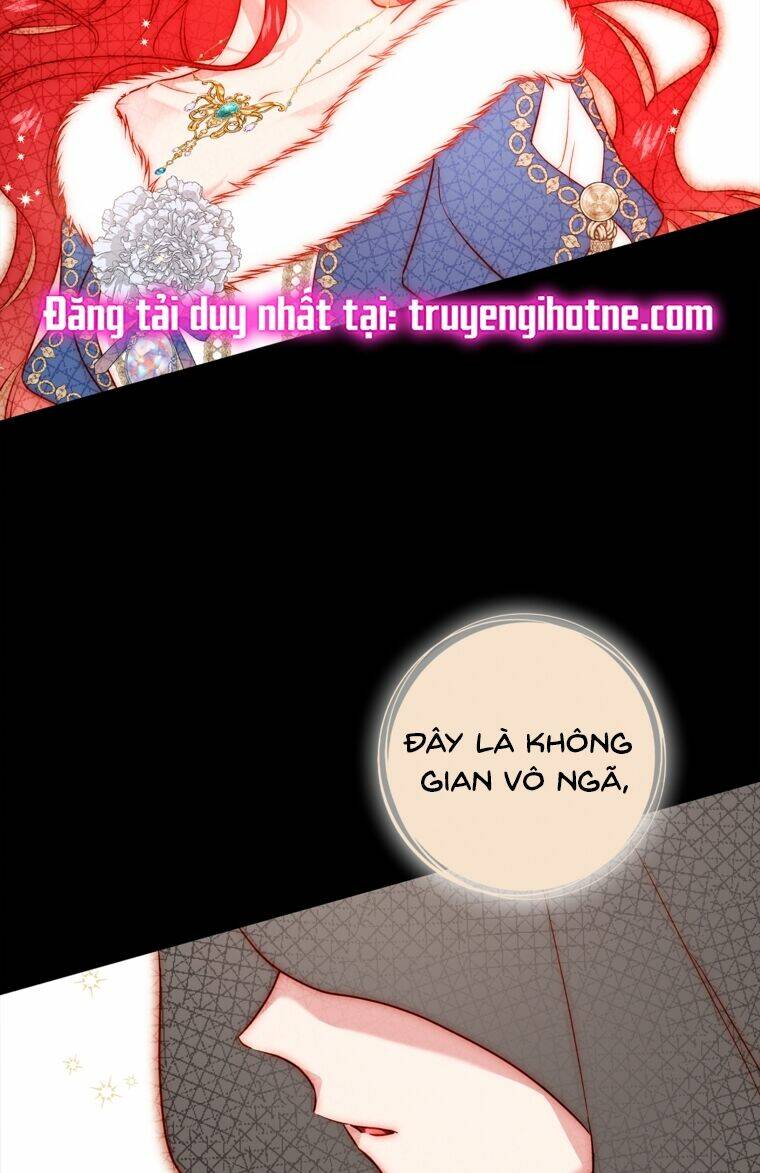 Đăng tải duy nhất tại: truyengihotne.com
ĐÂY LÀ KHÔNG
GIAN VÔ NGÃ,